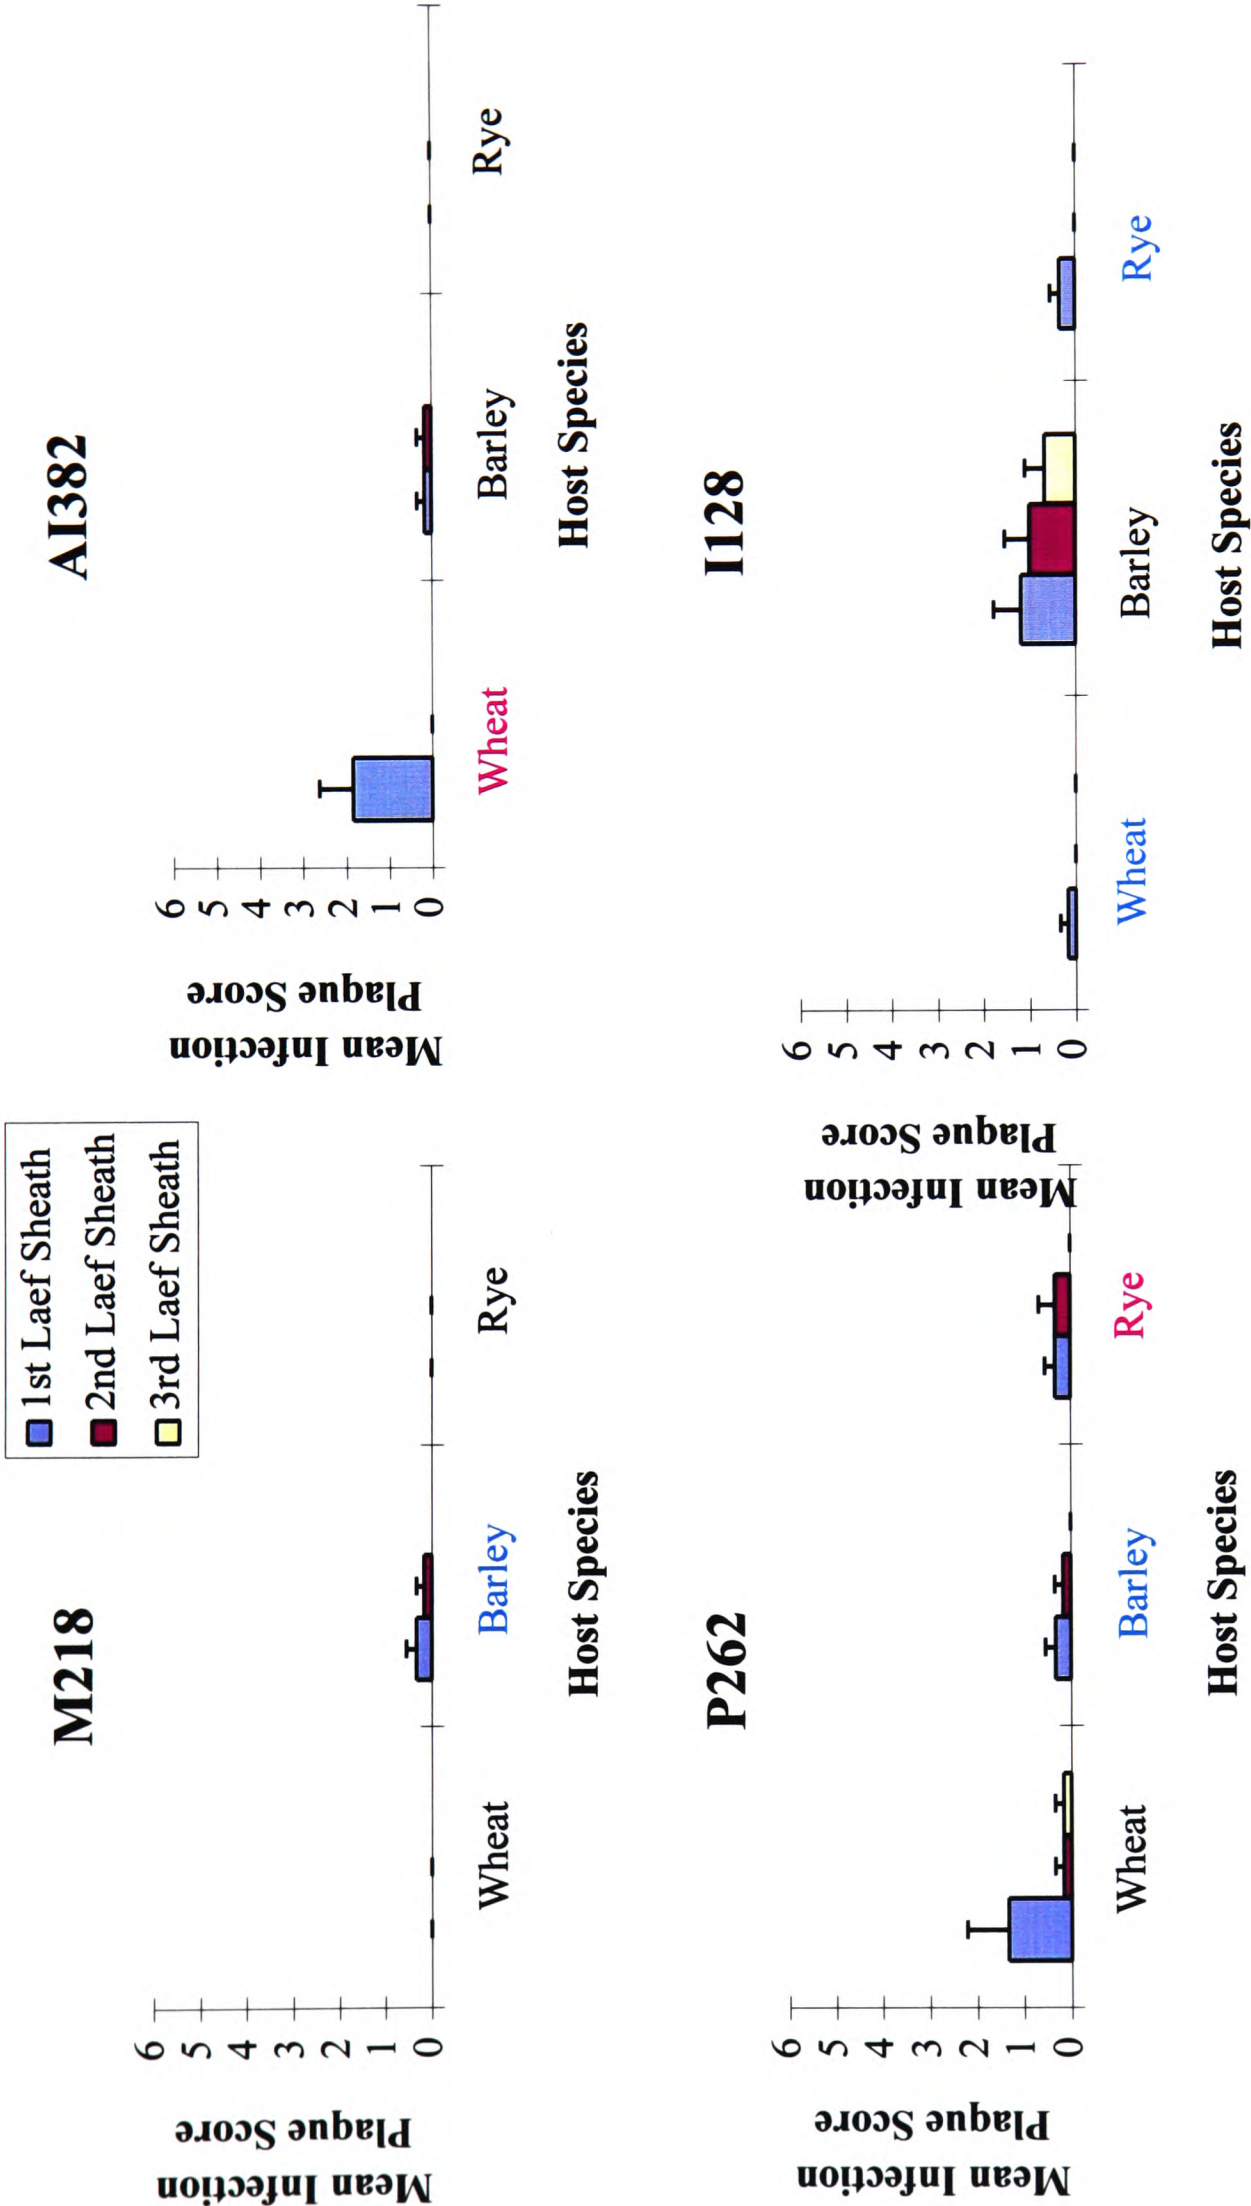 1st Laef Sheath
2nd Laef Sheath
3rd Laef Sheath
M218
Mean Infection
Plaque Score
6
5
4
3
2
1
0
Wheat
Barley
Rye
Host Species
AI382
Mean Infection
Plaque Score
6
5
4
3
2
1
0
Wheat
Barley
Rye
Host Species
P262
Mean Infection
Plaque Score
6
5
4
3
2
1
0
Wheat
Barley
Rye
Host Species
I128
Mean Infection
Plaque Score
6
5
4
3
2
1
0
Wheat
Barley
Rye
Host Species